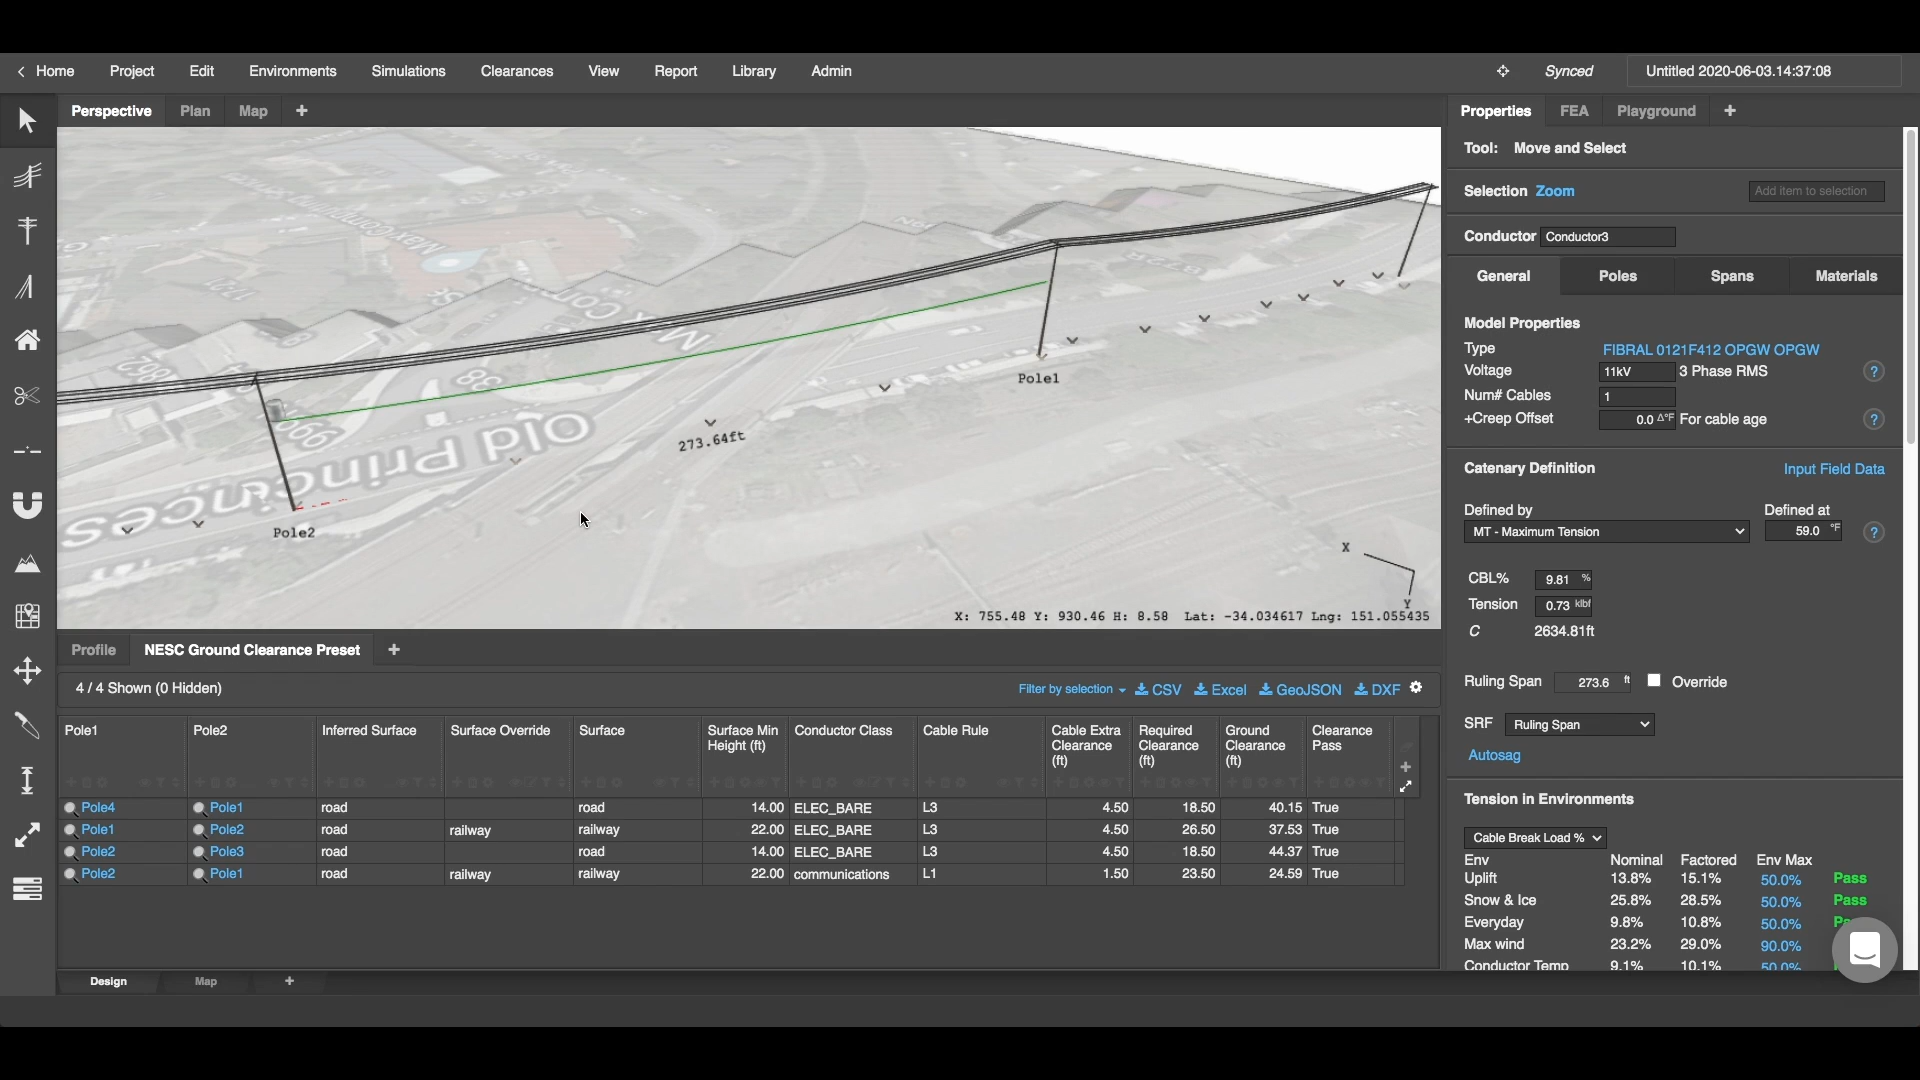 Home Project Edit Environments Simulations Clearances View Report Library Admin Synced Untitled 2020-06-03.14:37:08
Perspective Plan Map +
Properties FEA Playground +
Tool: Move and Select
Selection Zoom Add item to selection
Conductor Conductor3
General Poles Spans Materials
Model Properties
Type FIBRAL 0121F412 OPGW OPGW
Voltage 11kV 3 Phase RMS ?
Num# Cables 1
+Creep Offset 0.0 Δ°F For cable age ?
Catenary Definition Input Field Data
Defined by Defined at
MT - Maximum Tension 59.0 °F ?
CBL% 9.81 %
Tension 0.73 klbf
C 2634.81ft
Ruling Span 273.6 ft Override
SRF Ruling Span
Autosag
Tension in Environments
Cable Break Load %
Env Nominal Factored Env Max
Uplift 13.8% 15.1% 50.0% Pass
Snow & Ice 25.8% 28.5% 50.0% Pass
Everyday 9.8% 10.8% 50.0%
Max wind 23.2% 29.0% 90.0%
Conductor Temp 9.1% 10.1% 50.0%
Pole1
273.64ft
Old Princes
Pole2
X
Y
X: 755.48 Y: 930.46 H: 8.58 Lat: -34.034617 Lng: 151.055435
Profile NESC Ground Clearance Preset +
4 / 4 Shown (0 Hidden) Filter by selection CSV Excel GeoJSON DXF
Pole1 Pole2 Inferred Surface Surface Override Surface Surface Min Height (ft) Conductor Class Cable Rule Cable Extra Clearance (ft) Required Clearance (ft) Ground Clearance (ft) Clearance Pass
Pole4 Pole1 road road 14.00 ELEC_BARE L3 4.50 18.50 40.15 True
Pole1 Pole2 road railway railway 22.00 ELEC_BARE L3 4.50 26.50 37.53 True
Pole2 Pole3 road road 14.00 ELEC_BARE L3 4.50 18.50 44.37 True
Pole2 Pole1 road railway railway 22.00 communications L1 1.50 23.50 24.59 True
Design Map +